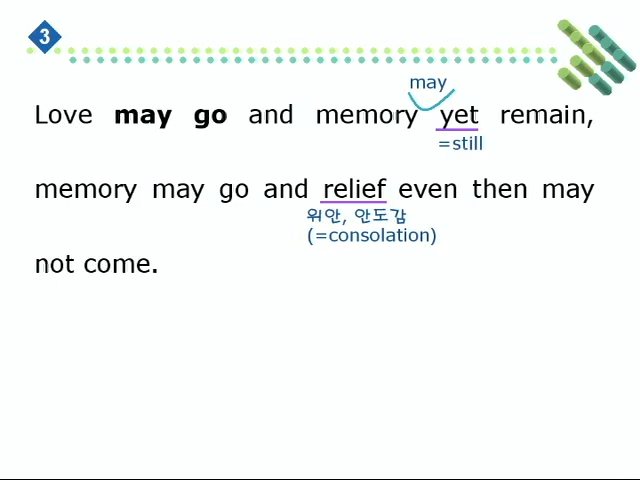 3
may
Love may go and memory yet remain,
=still
memory may go and relief even then may
위안, 안도감
(=consolation)
not come.